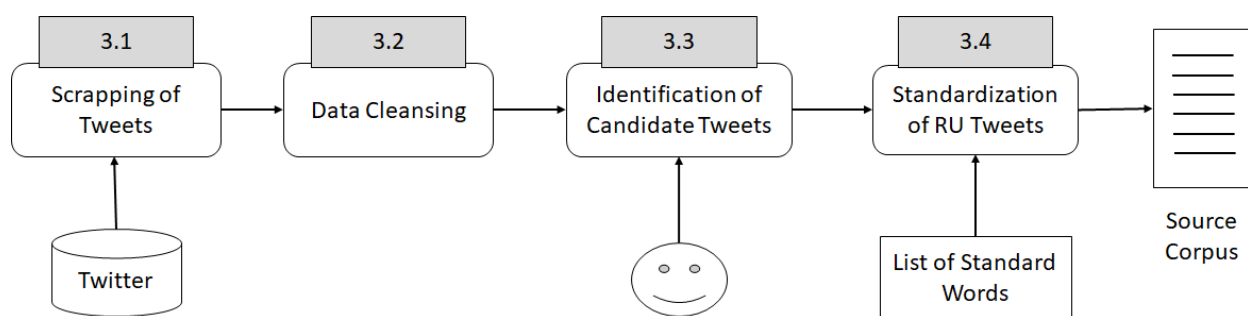 3.1
Scrapping of
Tweets
3.2
Data Cleansing
3.3
Identification of
Candidate Tweets
3.4
Standardization
of RU Tweets
Source
Corpus
Twitter
List of Standard
Words